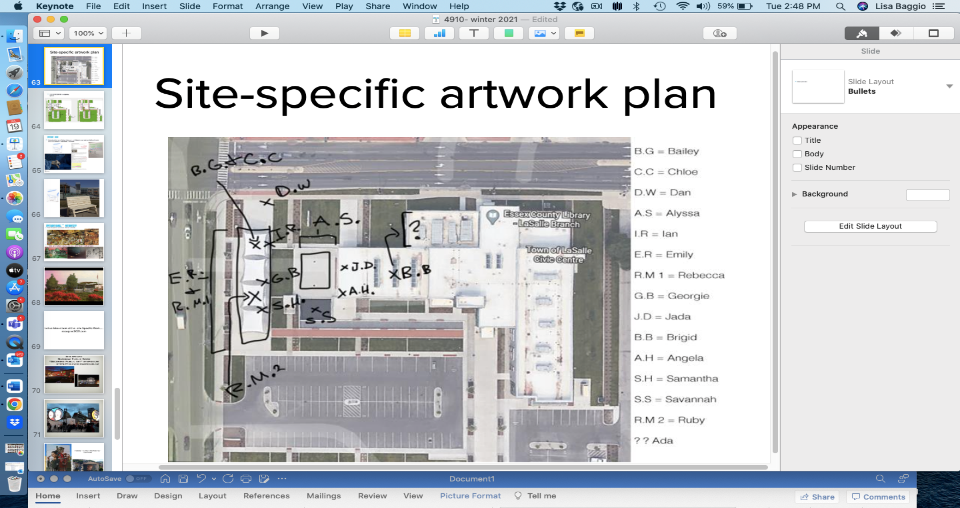 Keynote File Edit Insert Slide Format Arrange View Play Share Window Help 59% Tue 2:48 PM Lisa Baggio
4910- winter 2021 — Edited
100%
Slide
Slide Layout
Bullets
Appearance
Title
Body
Slide Number
Background
Edit Slide Layout
63
64
65
66
67
68
69
70
71
Site-specific artwork plan
Site-specific artwork plan
B.G + C.C
D.W
I.R.
A.S.
?
E.R.
+
R.M.1
G.B
J.D.
B.B
S.H.
A.H.
S.S
R.M.2
Essex County Library
- LaSalle Branch
Town of LaSalle
Civic Centre
B.G = Bailey
C.C = Chloe
D.W = Dan
A.S = Alyssa
I.R = Ian
E.R = Emily
R.M 1 = Rebecca
G.B = Georgie
J.D = Jada
B.B = Brigid
A.H = Angela
S.H = Samantha
S.S = Savannah
R.M 2 = Ruby
? ? Ada
AutoSave Document1
Home Insert Draw Design Layout References Mailings Review View Picture Format Tell me Share Comments